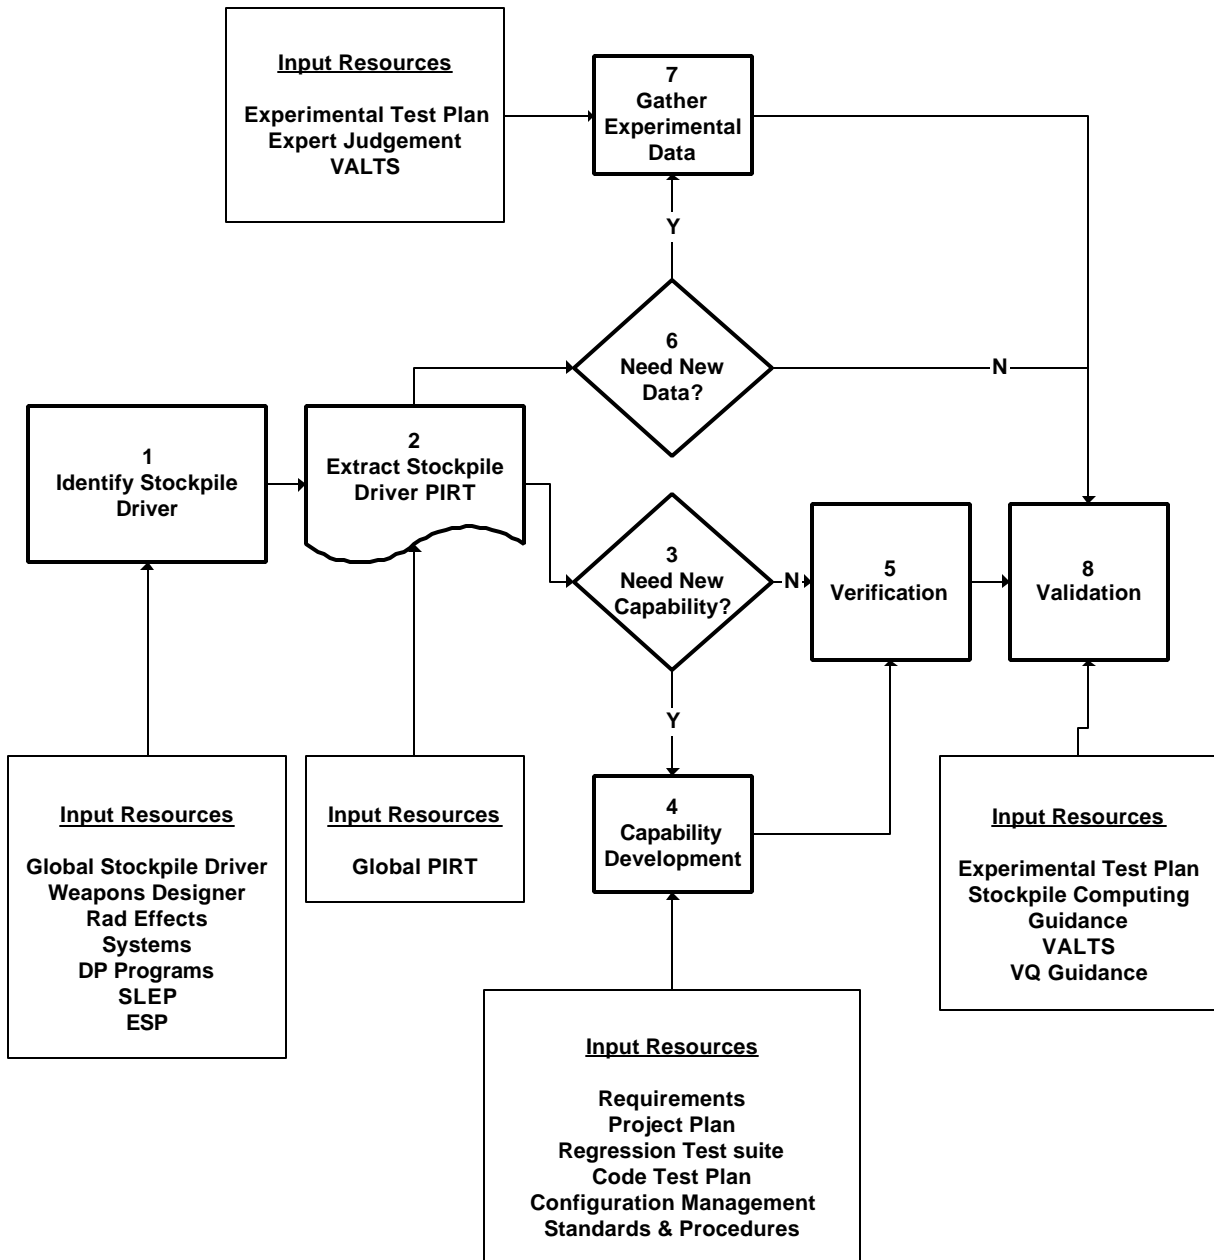 Input Resources
Experimental Test Plan
Expert Judgement
VALTS
7
Gather
Experimental
Data
Y
6
Need New
Data?
N
1
Identify Stockpile
Driver
2
Extract Stockpile
Driver PIRT
3
Need New
Capability?
N
5
Verification
8
Validation
Y
4
Capability
Development
Input Resources
Global Stockpile Driver
Weapons Designer
Rad Effects
Systems
DP Programs
SLEP
ESP
Input Resources
Global PIRT
Input Resources
Experimental Test Plan
Stockpile Computing
Guidance
VALTS
VQ Guidance
Input Resources
Requirements
Project Plan
Regression Test suite
Code Test Plan
Configuration Management
Standards & Procedures